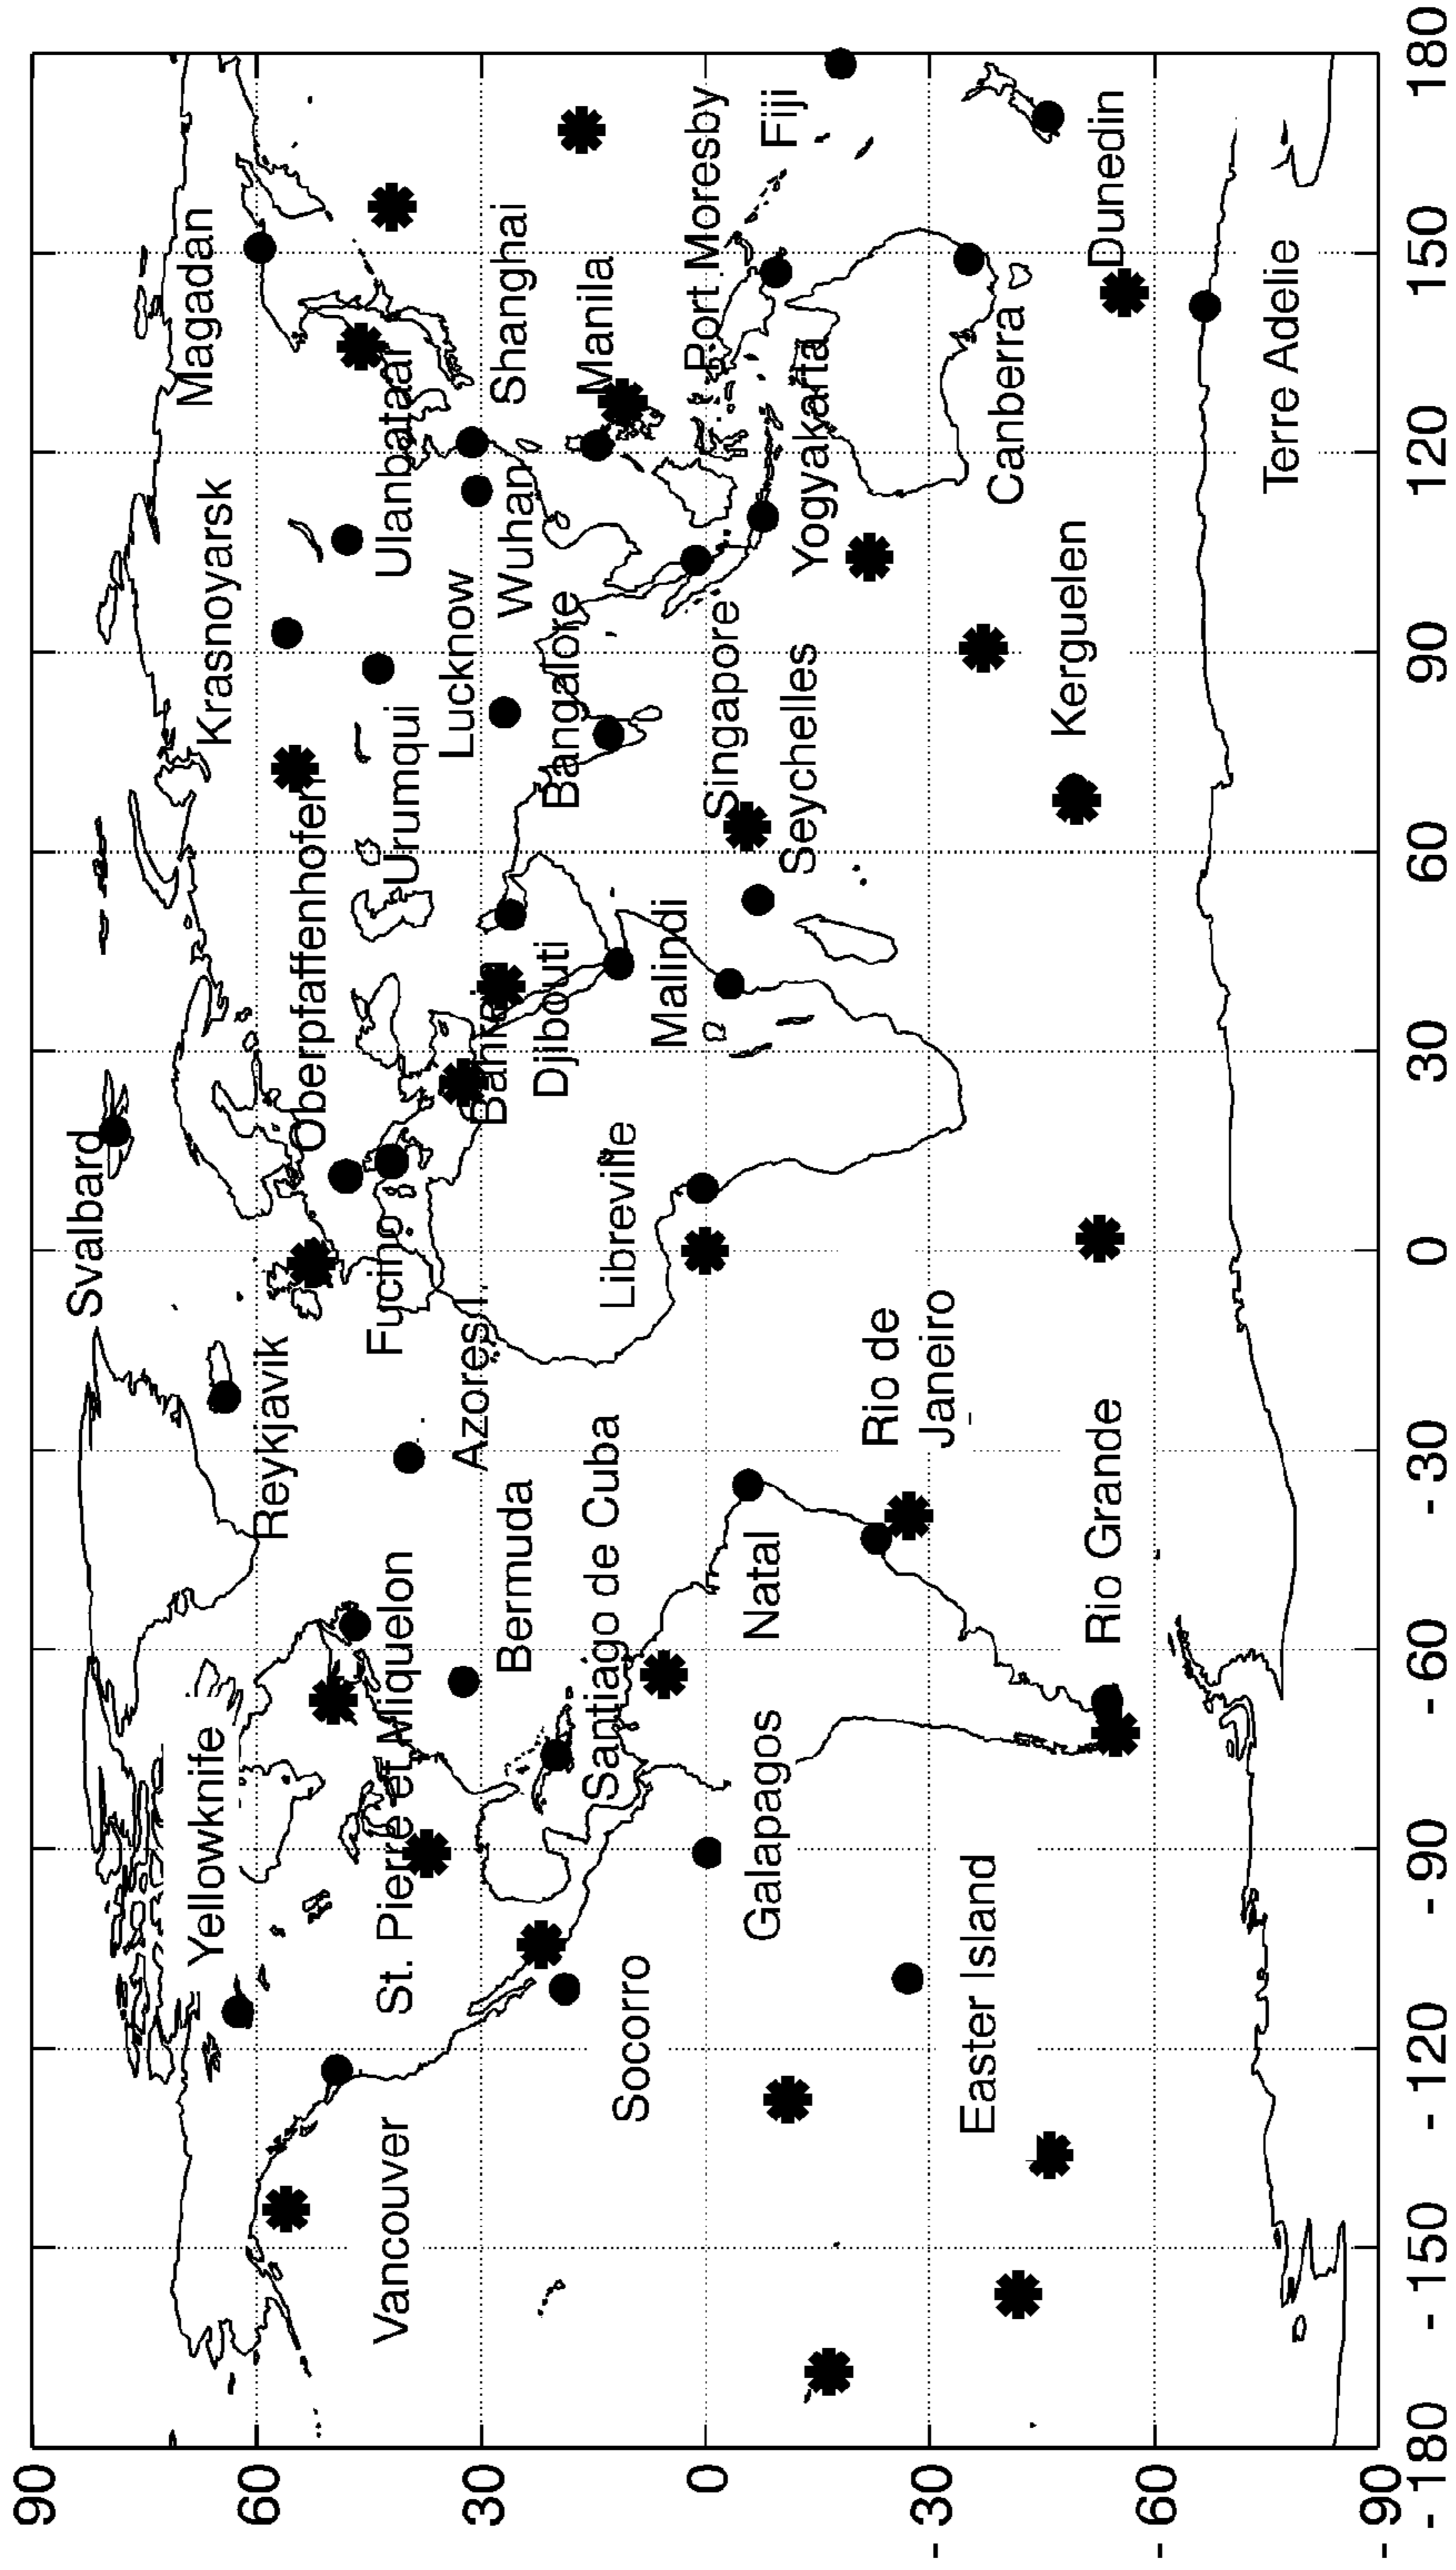 90
60
30
0
- 30
- 60
- 90
Svalbard
Magadan
Yellowknife
Reykjavik
Krasnoyarsk
Oberpfaffenhofen
Vancouver
St. Pierre et Miquelon
Fucino
Urumqui
Ulanbataar
Azores I.
Bahrain
Lucknow
Bermuda
Djibouti
Bangalore
Wuhan
Shanghai
Socorro
Santiago de Cuba
Libreville
Malindi
Manila
Galapagos
Natal
Singapore
Port Moresby
Seychelles
Yogyakarta
Fiji
Rio de
Janeiro
Easter Island
Canberra
Rio Grande
Kerguelen
Dunedin
Terre Adelie
- 180
- 150
- 120
- 90
- 60
- 30
0
30
60
90
120
150
180